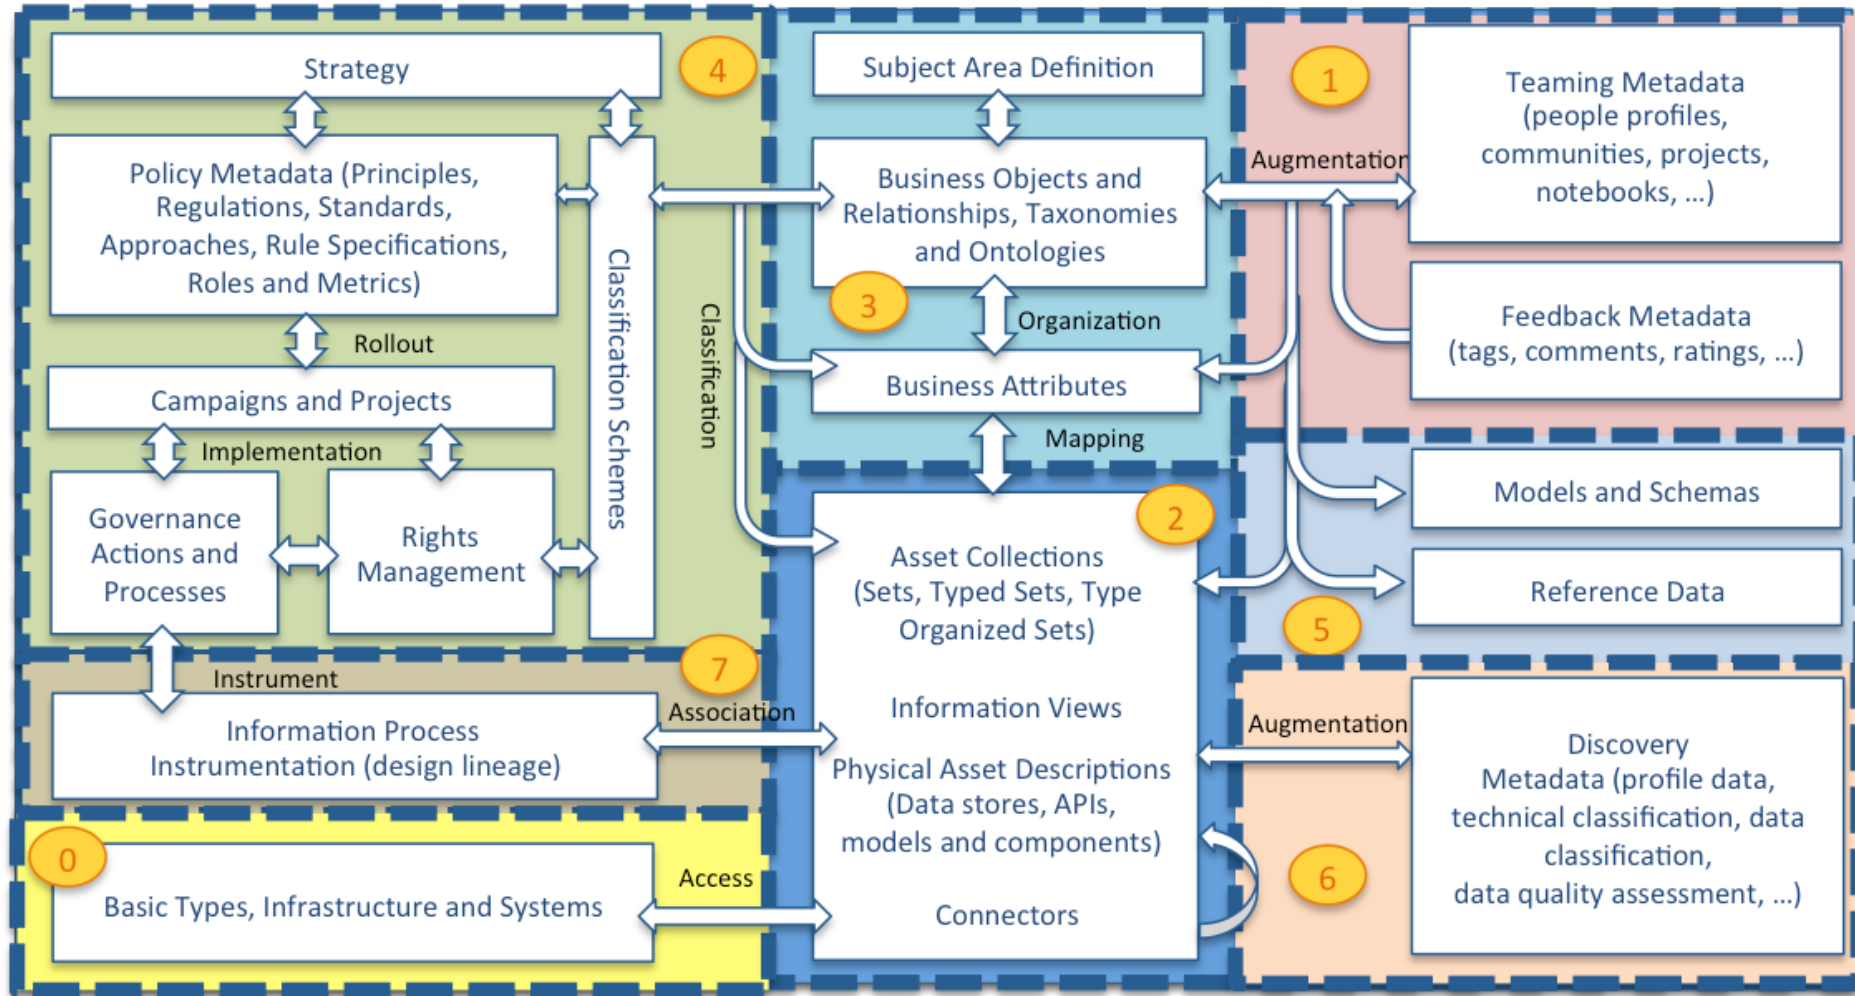 Strategy
4
Policy Metadata (Principles,
Regulations, Standards,
Approaches, Rule Specifications,
Roles and Metrics)
Rollout
Campaigns and Projects
Implementation
Governance
Actions and
Processes
Rights
Management
Classification Schemes
Classification
Subject Area Definition
Business Objects and
Relationships, Taxonomies
and Ontologies
3
Organization
Business Attributes
Mapping
1
Augmentation
Teaming Metadata
(people profiles,
communities, projects,
notebooks, ...)
Feedback Metadata
(tags, comments, ratings, ...)
Models and Schemas
Reference Data
5
2
Asset Collections
(Sets, Typed Sets, Type
Organized Sets)
Information Views
Physical Asset Descriptions
(Data stores, APIs,
models and components)
Connectors
7
Instrument
Association
Information Process
Instrumentation (design lineage)
0
Access
Basic Types, Infrastructure and Systems
Augmentation
6
Discovery
Metadata (profile data,
technical classification, data
classification,
data quality assessment, ...)